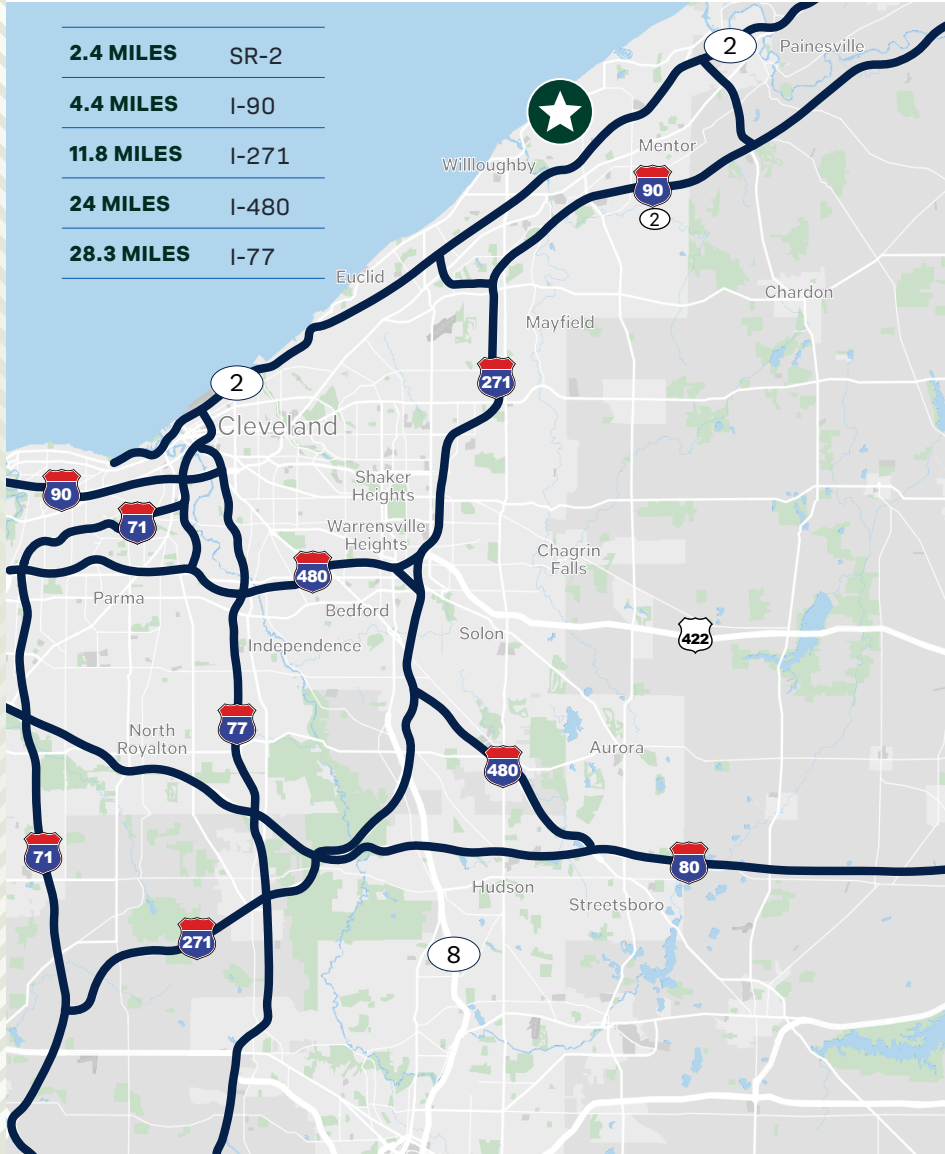 2.4 MILES SR-2
4.4 MILES I-90
11.8 MILES I-271
24 MILES I-480
28.3 MILES I-77
2
Painesville
Mentor
Willloughby
90
2
Euclid
Chardon
Mayfield
271
2
Cleveland
Shaker
Heights
90
71
Warrensville
Heights
Chagrin
Falls
480
Parma
Bedford
Solon
422
Independence
77
North
Royalton
Aurora
480
71
80
Hudson
Streetsboro
271
8